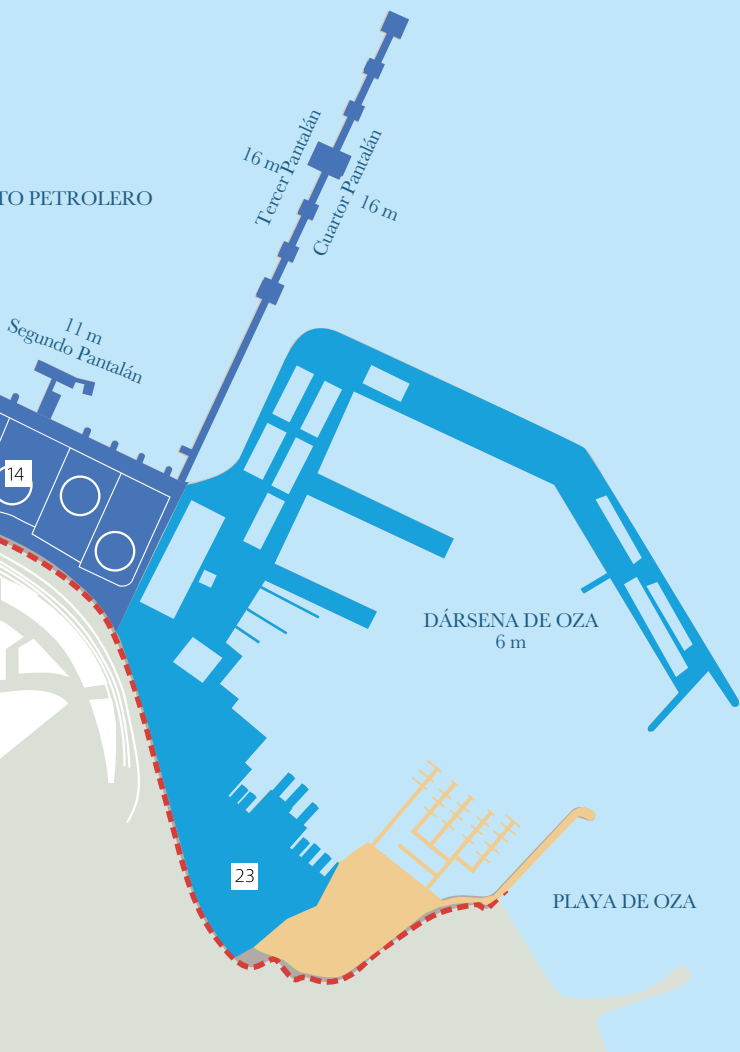 Tercer Pantalán
16 m
Cuartor Pantalán
16 m
TO PETROLERO
11 m
Segundo Pantalán
14
DÁRSENA DE OZA
6 m
23
PLAYA DE OZA